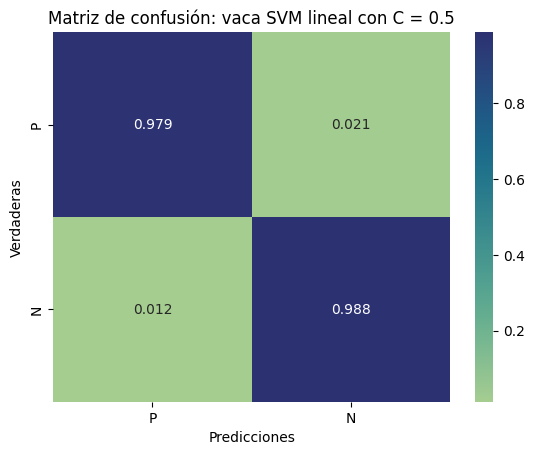 Matriz de confusión: vaca SVM lineal con C = 0.5
P
0.979
0.021
N
0.012
0.988
Verdaderas
P
N
Predicciones
0.8
0.6
0.4
0.2